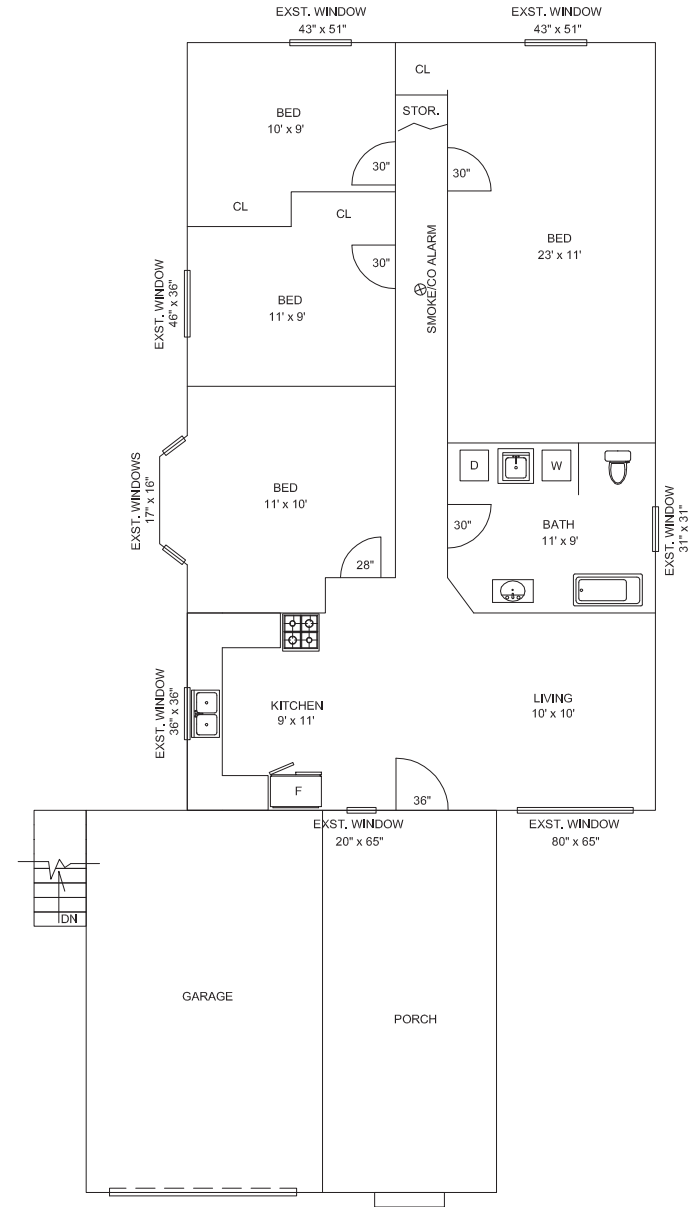 EXST. WINDOW
43" x 51"
EXST. WINDOW
43" x 51"
CL
STOR.
BED
10' x 9'
30"
30"
CL
CL
BED
23' x 11'
30"
SMOKE/CO ALARM
EXST. WINDOW
46" x 36"
BED
11' x 9'
EXST. WINDOWS
17" x 16"
BED
11' x 10'
28"
D
W
30"
BATH
11' x 9'
EXST. WINDOW
31" x 31"
EXST. WINDOW
36" x 36"
KITCHEN
9' x 11'
LIVING
10' x 10'
F
36"
EXST. WINDOW
20" x 65"
EXST. WINDOW
80" x 65"
DN
GARAGE
PORCH